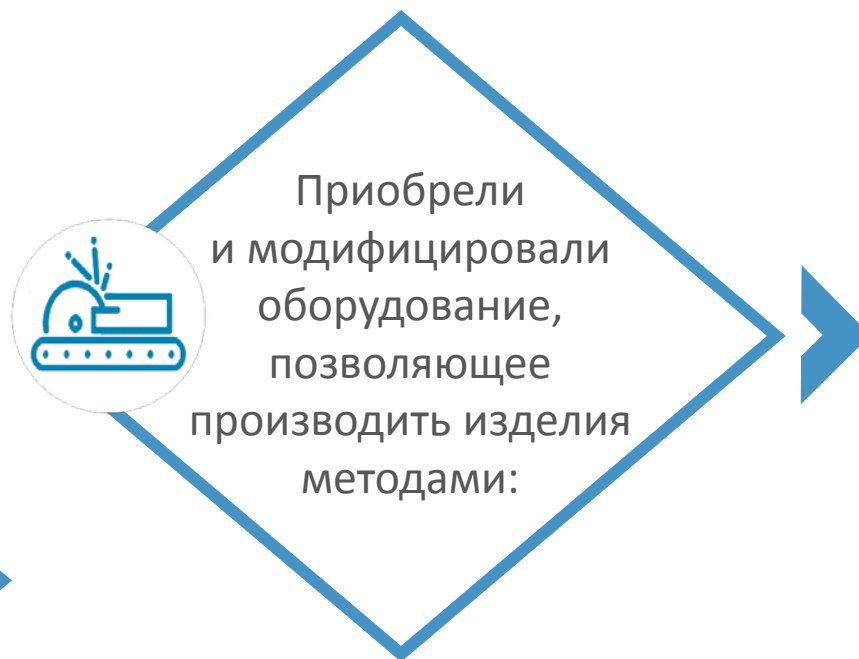 Приобрели
и модифицировали
оборудование,
позволяющее
производить изделия
методами: